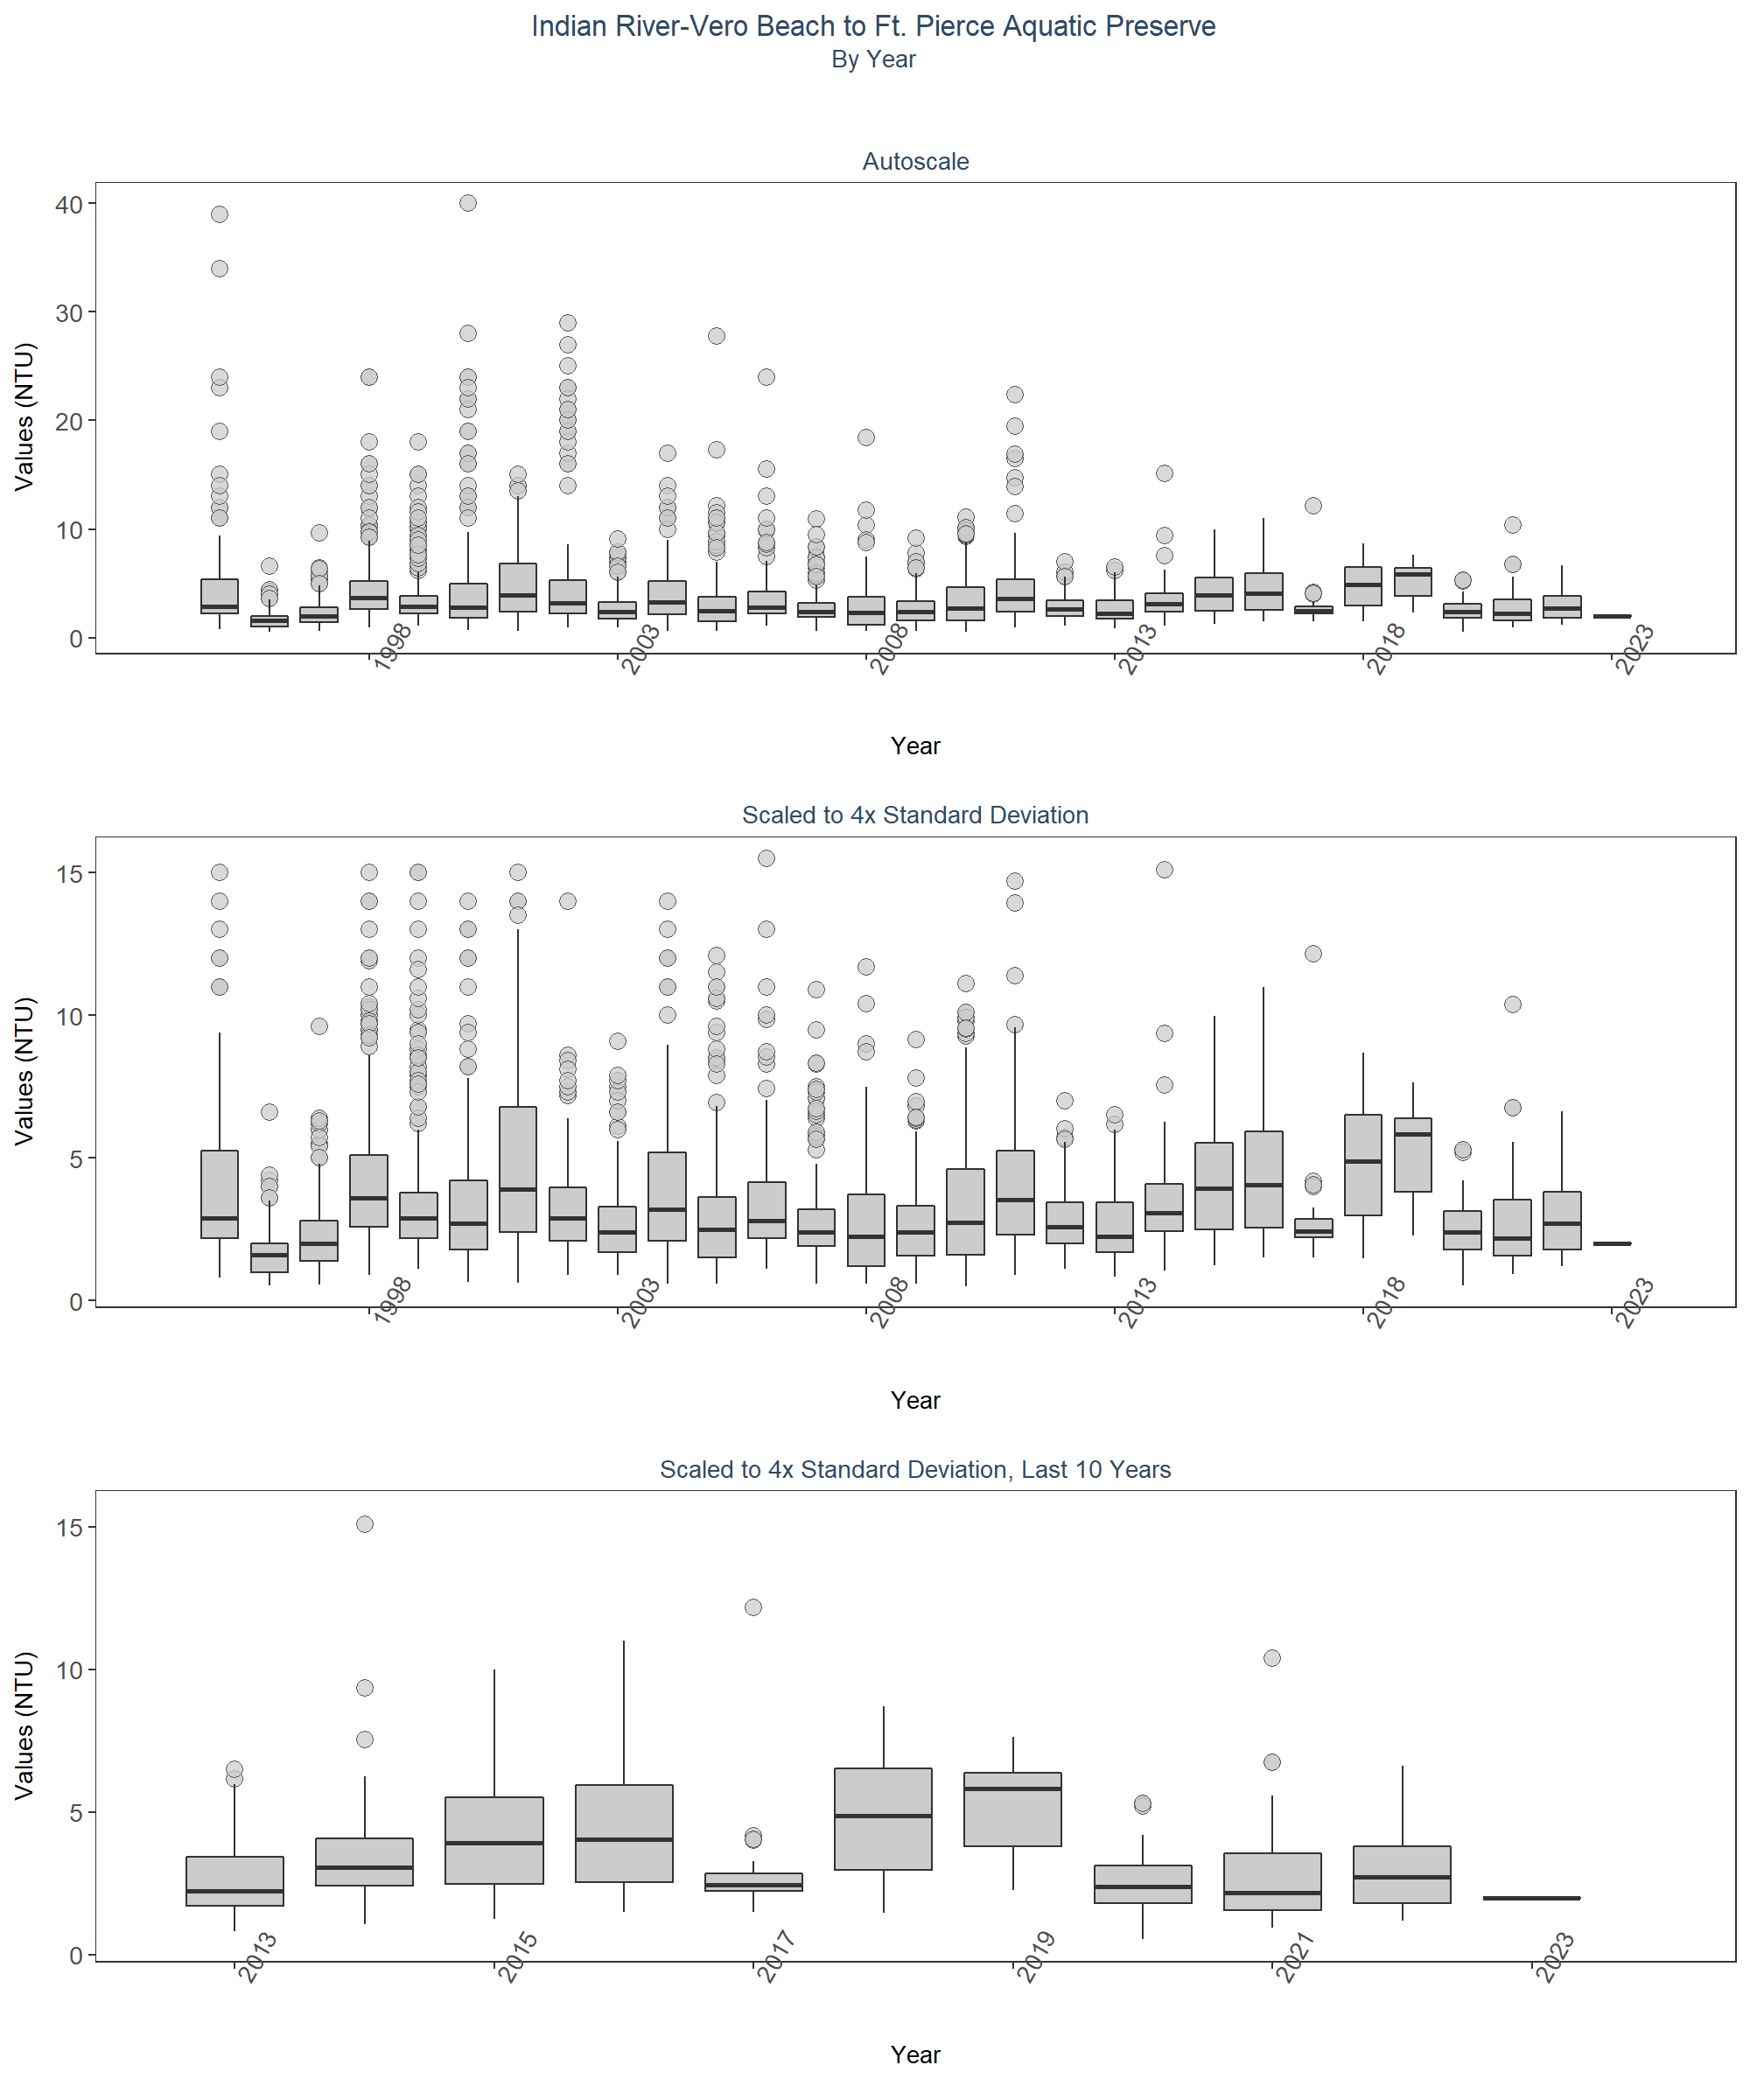 Indian River-Vero Beach to Ft. Pierce Aquatic Preserve
By Year
Autoscale
Values (NTU)
40
30
20
10
0
1998
2003
2008
2013
2018
2023
Year
Scaled to 4x Standard Deviation
Values (NTU)
15
10
5
0
1998
2003
2008
2013
2018
2023
Year
Scaled to 4x Standard Deviation, Last 10 Years
Values (NTU)
15
10
5
0
2013
2015
2017
2019
2021
2023
Year